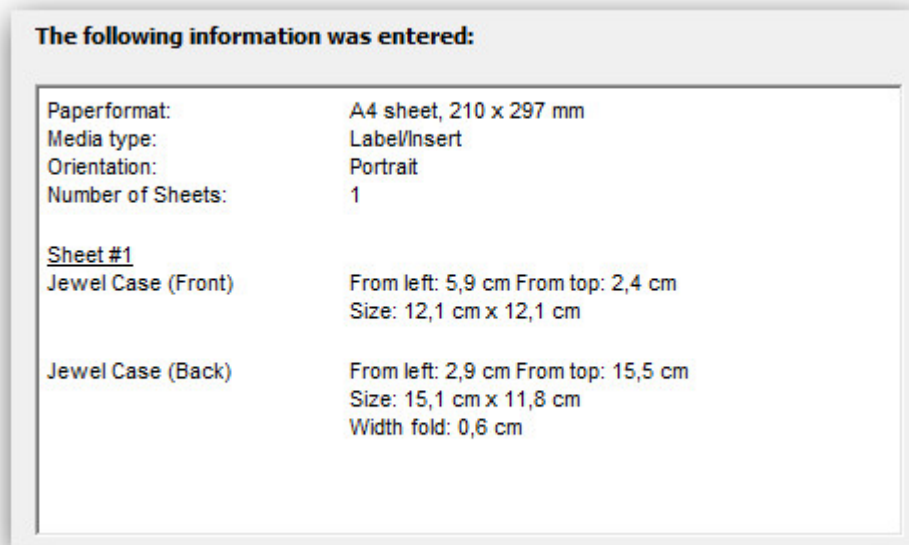 The following information was entered:
Paperformat: A4 sheet, 210 x 297 mm
Media type: Label/Insert
Orientation: Portrait
Number of Sheets: 1
Sheet #1
Jewel Case (Front) From left: 5,9 cm From top: 2,4 cm
Size: 12,1 cm x 12,1 cm
Jewel Case (Back) From left: 2,9 cm From top: 15,5 cm
Size: 15,1 cm x 11,8 cm
Width fold: 0,6 cm